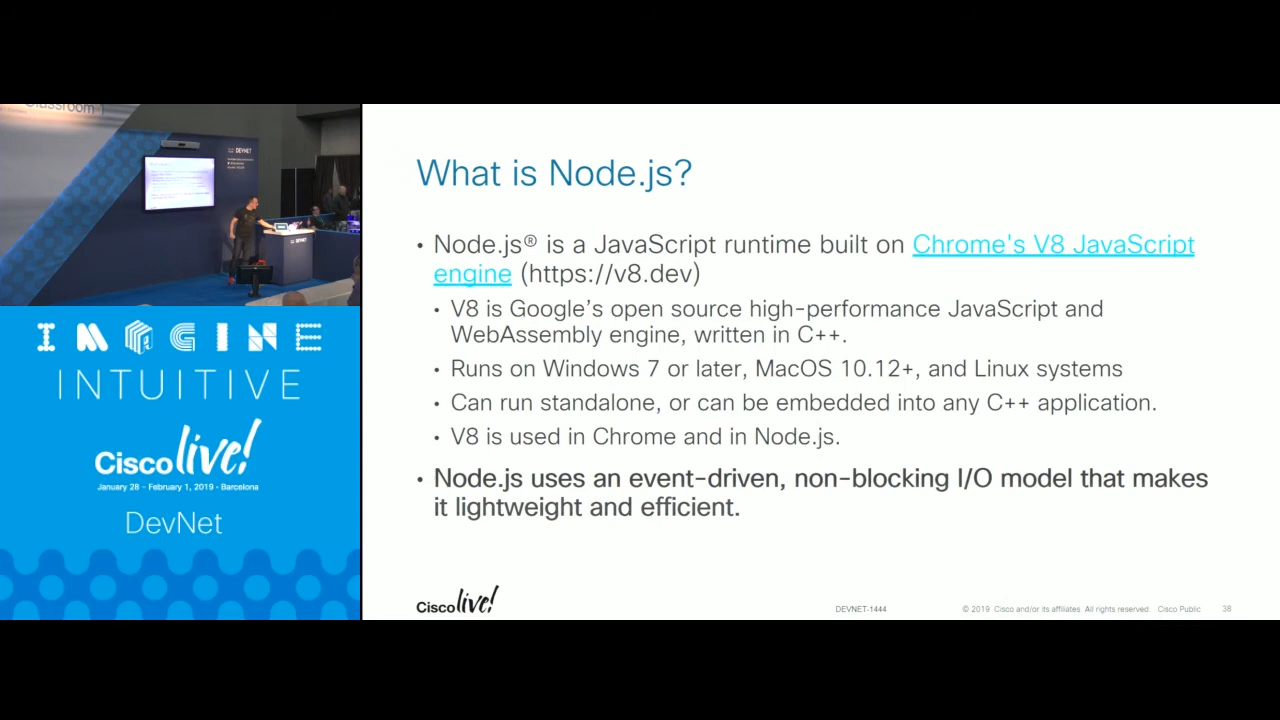 Classroom 1
DEVNET
DEVNET
IMAGINE
INTUITIVE
Cisco live!
January 28 - February 1, 2019 · Barcelona
DevNet
What is Node.js?
• Node.js® is a JavaScript runtime built on Chrome's V8 JavaScript
engine (https://v8.dev)
• V8 is Google’s open source high-performance JavaScript and
WebAssembly engine, written in C++.
• Runs on Windows 7 or later, MacOS 10.12+, and Linux systems
• Can run standalone, or can be embedded into any C++ application.
• V8 is used in Chrome and in Node.js.
• Node.js uses an event-driven, non-blocking I/O model that makes
it lightweight and efficient.
Cisco live!
DEVNET-1444
© 2019 Cisco and/or its affiliates. All rights reserved. Cisco Public
38